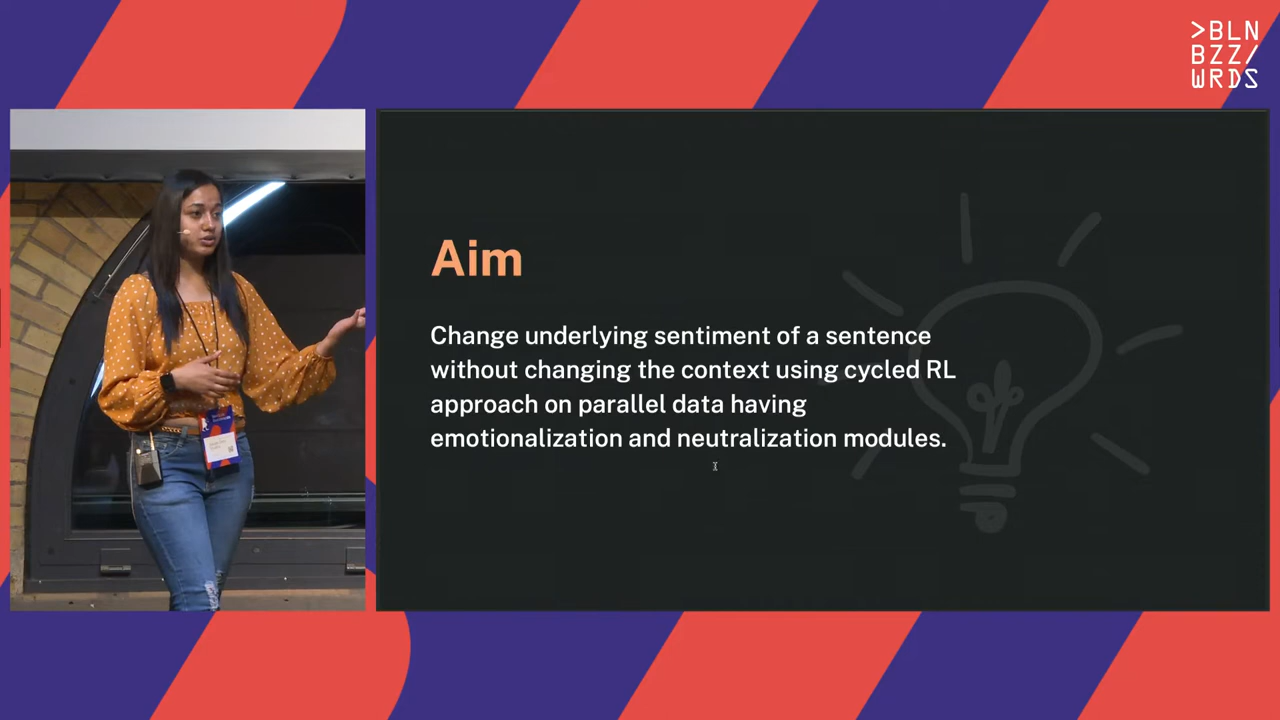 >BLN
BZZ/
WRDS
Aim
Change underlying sentiment of a sentence
without changing the context using cycled RL
approach on parallel data having
emotionalization and neutralization modules.